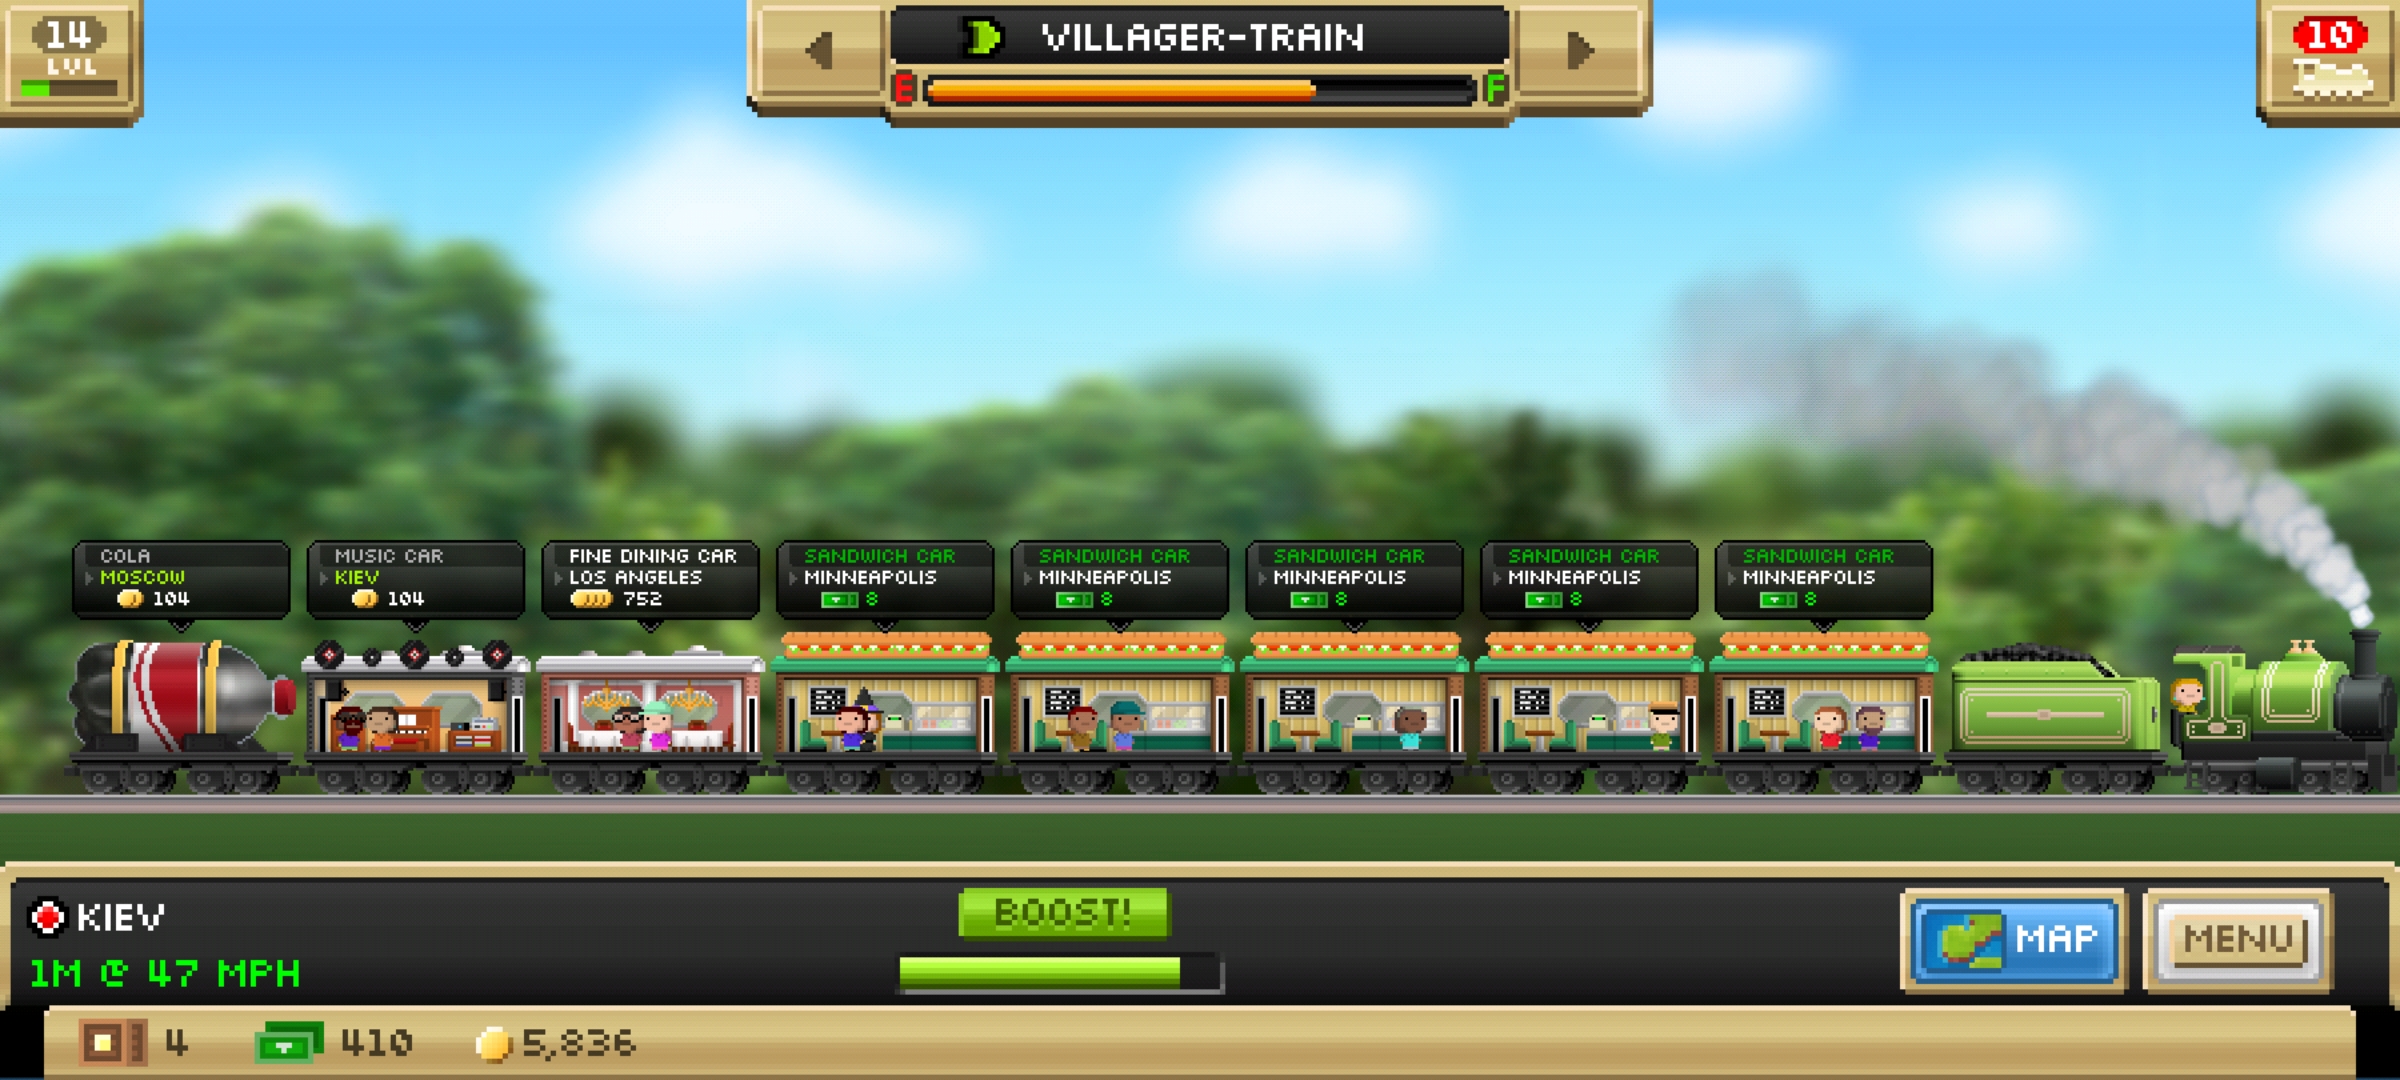 14
LVL
VILLAGER-TRAIN
E
F
10
COLA
MOSCOW
104
MUSIC CAR
KIEV
104
FINE DINING CAR
LOS ANGELES
752
SANDWICH CAR
MINNEAPOLIS
8
SANDWICH CAR
MINNEAPOLIS
8
SANDWICH CAR
MINNEAPOLIS
8
SANDWICH CAR
MINNEAPOLIS
8
SANDWICH CAR
MINNEAPOLIS
8
KIEV
1M @ 47 MPH
BOOST!
MAP
MENU
4
410
5,836